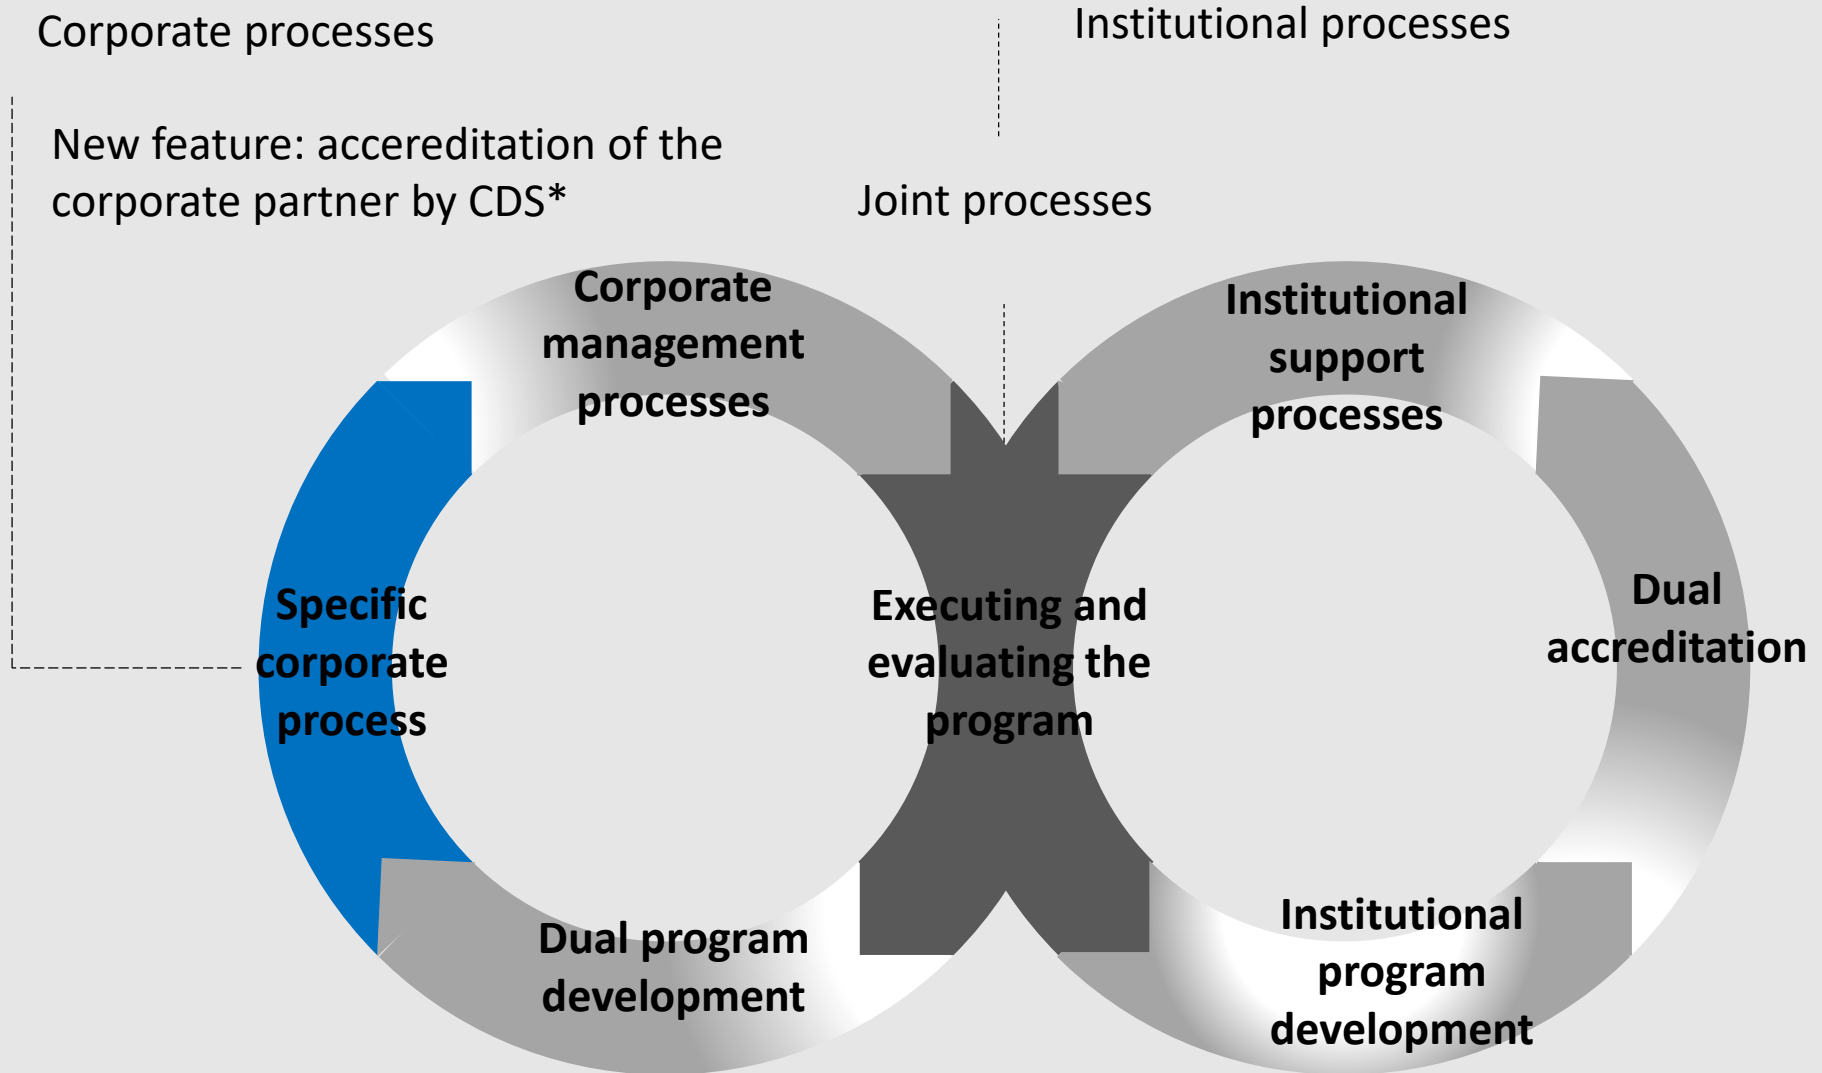 Corporate processes
Institutional processes
New feature: accereditation of the
corporate partner by CDS*
Joint processes
Corporate
management
processes
Institutional
support
processes
Specific
corporate
process
Executing and
evaluating the
program
Dual
accreditation
Dual program
development
Institutional
program
development